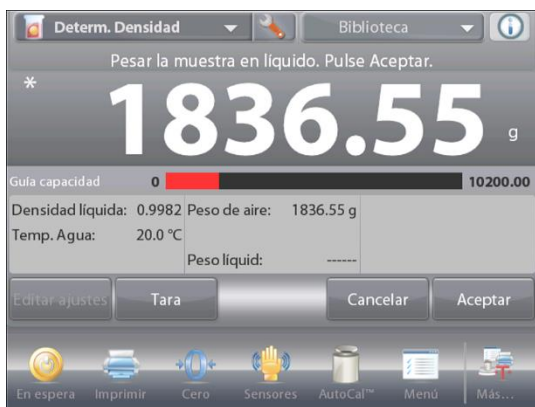 Determ. Densidad Biblioteca
Pesar la muestra en líquido. Pulse Aceptar.
* 1836.55 g
Guía capacidad 0 10200.00
Densidad líquida: 0.9982 Peso de aire: 1836.55 g
Temp. Agua: 20.0 °C
Peso líquid: ------
Editar ajustes Tara Cancelar Aceptar
En espera Imprimir Cero Sensores AutoCal™ Menú Más...